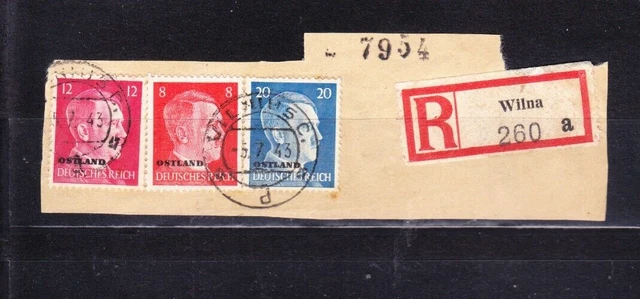 7954
12 12
OSTLAND
DEUTSCHES REICH
8 8
OSTLAND
DEUTSCHES REICH
20 20
OSTLAND
DEUTSCHES REICH
-5.7.43
R
Wilna
260 a